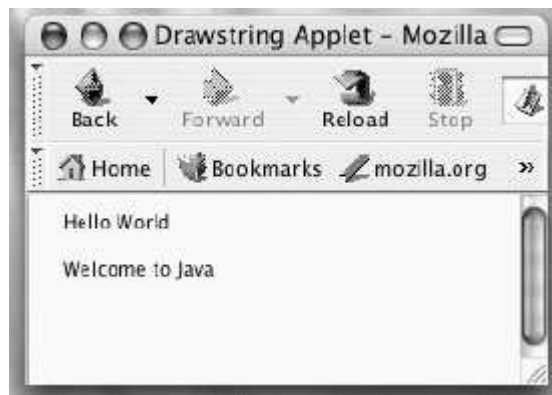 Drawstring Applet – Mozilla
Back Forward Reload Stop
Home Bookmarks mozilla.org »
Hello World
Welcome to Java